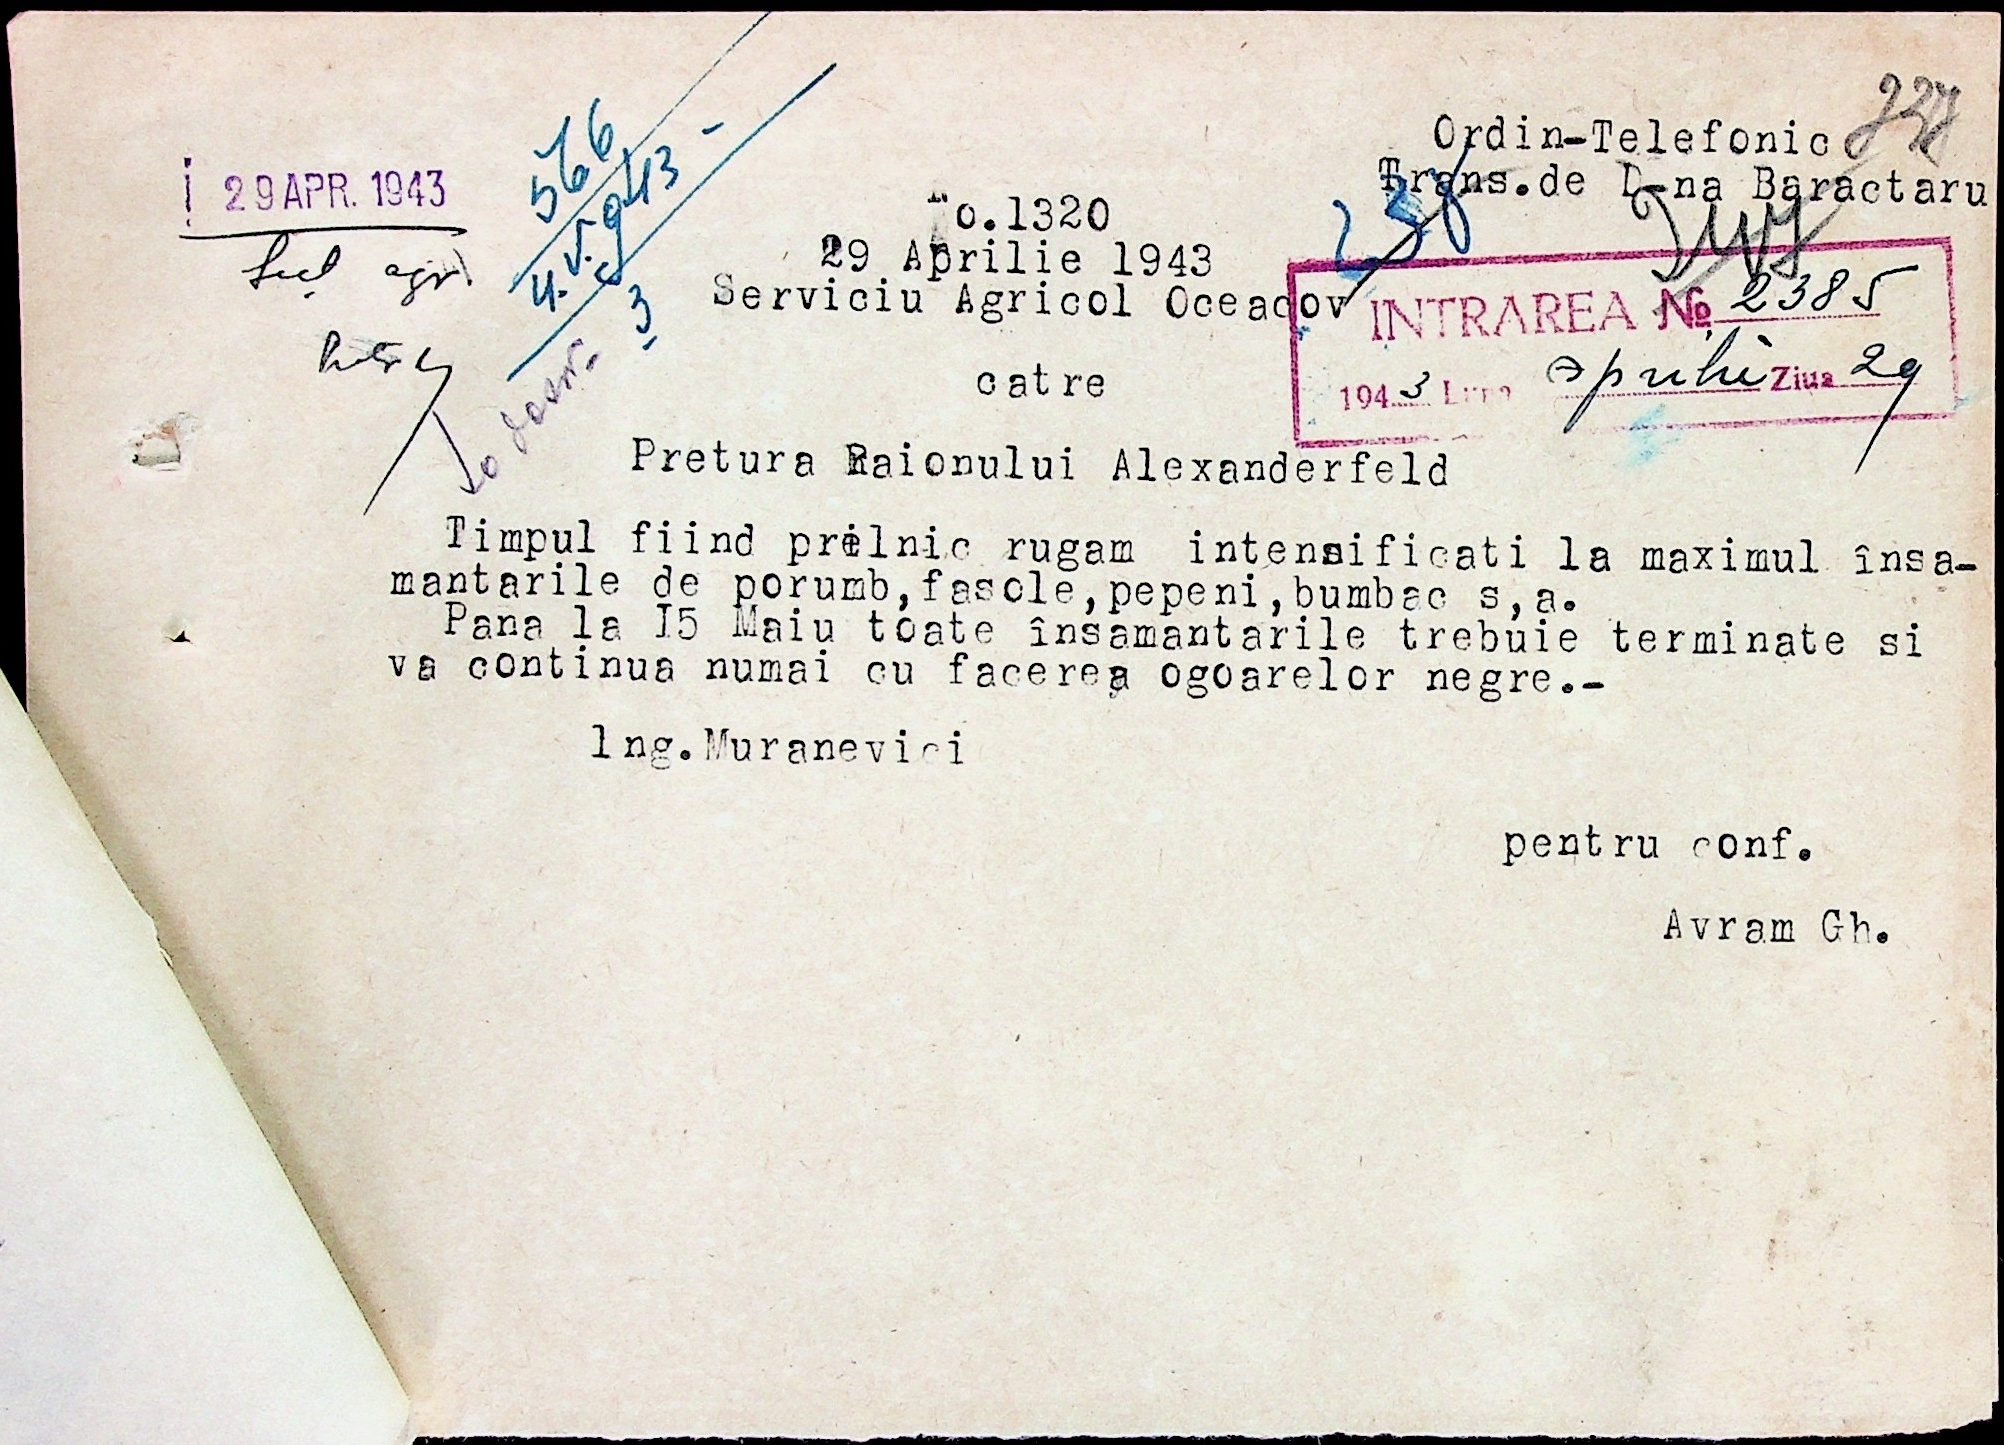 Ordin-Telefonic
Trans.de D-na Baractaru
29 APR. 1943
566
4.V.943
3
No.1320
29 Aprilie 1943
Serviciu Agricol Oceacov
INTRAREA No 2385
1943 Luna Aprilie Ziua 29
catre
Pretura Raionului Alexanderfeld
Timpul fiind prielnic rugam intensificati la maximul însa-
mantarile de porumb,fasole,pepeni,bumbac s,a.
Pana la I5 Maiu toate însamantarile trebuie terminate si
va continua numai cu facerea ogoarelor negre.-
lng.Muranevici
pentru conf.
Avram Gh.